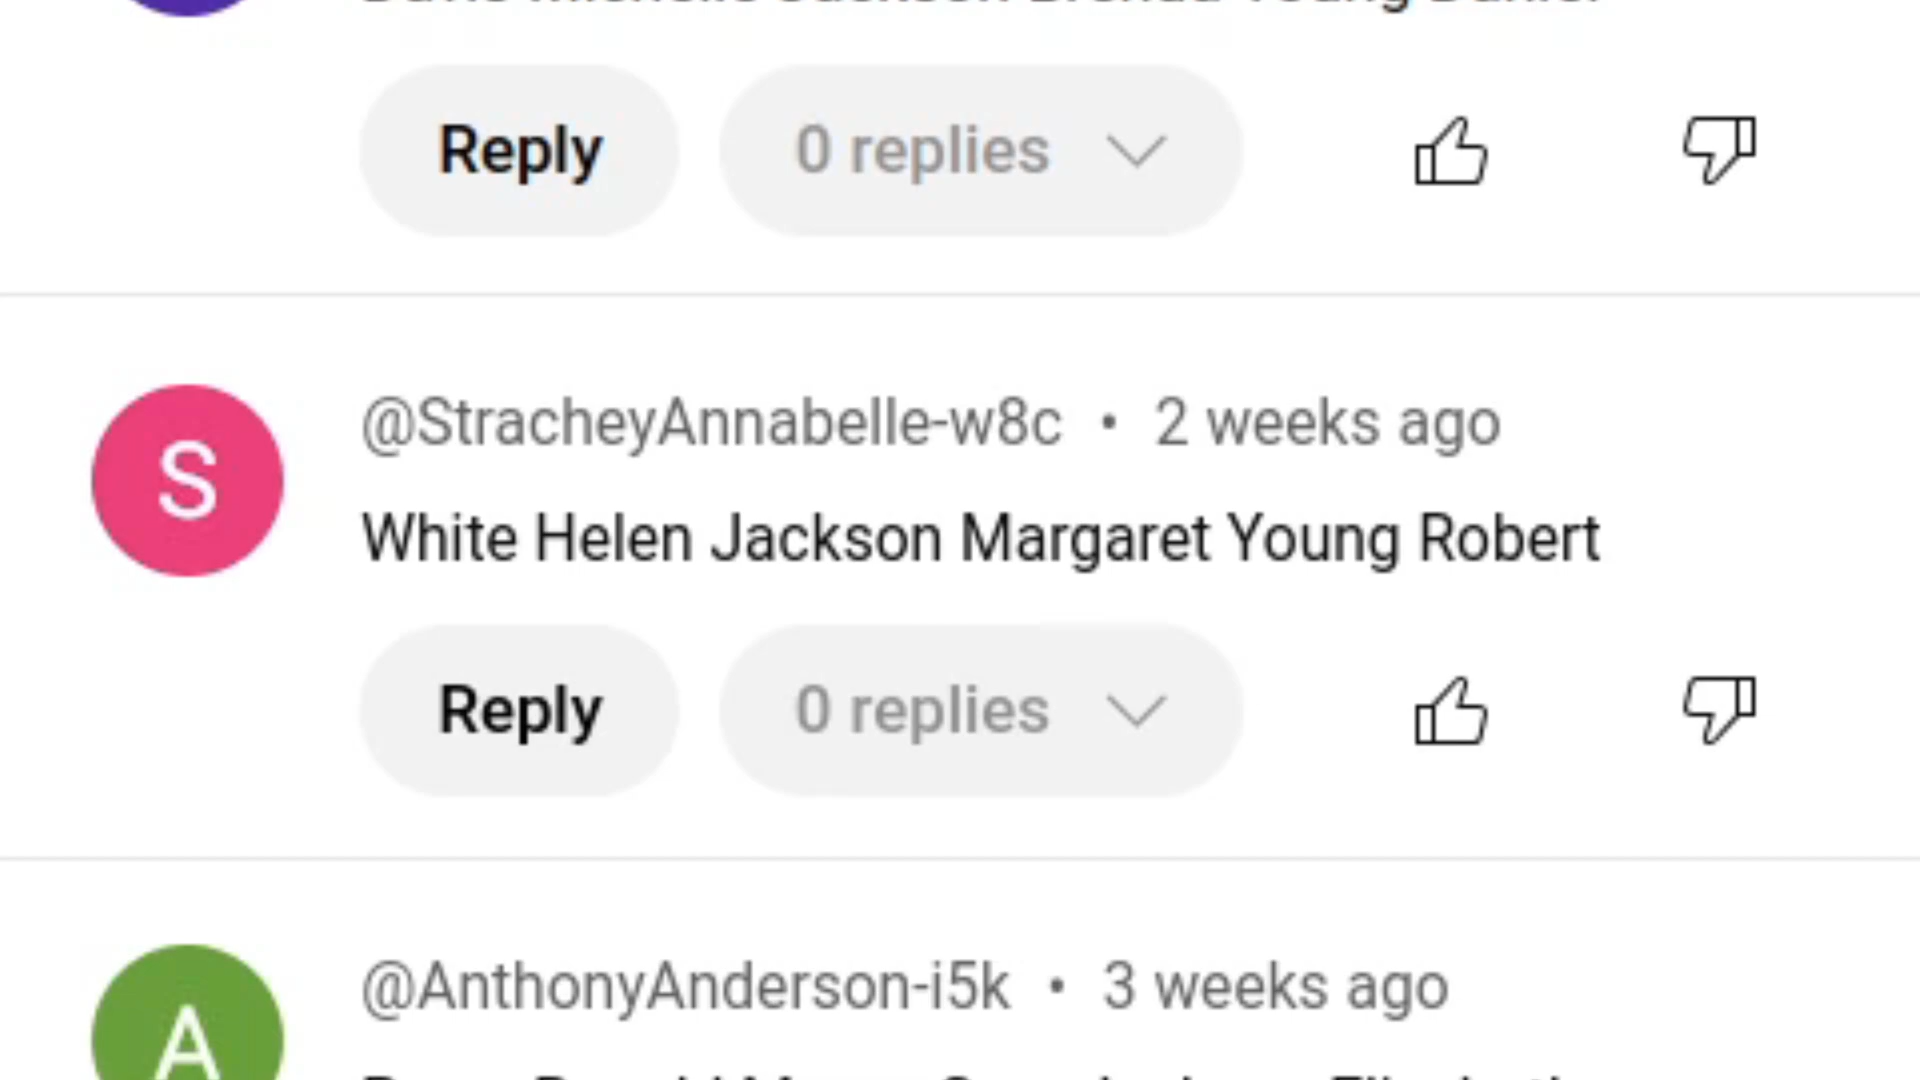 Reply
0 replies
S
@StracheyAnnabelle-w8c • 2 weeks ago
White Helen Jackson Margaret Young Robert
Reply
0 replies
A
@AnthonyAnderson-i5k • 3 weeks ago